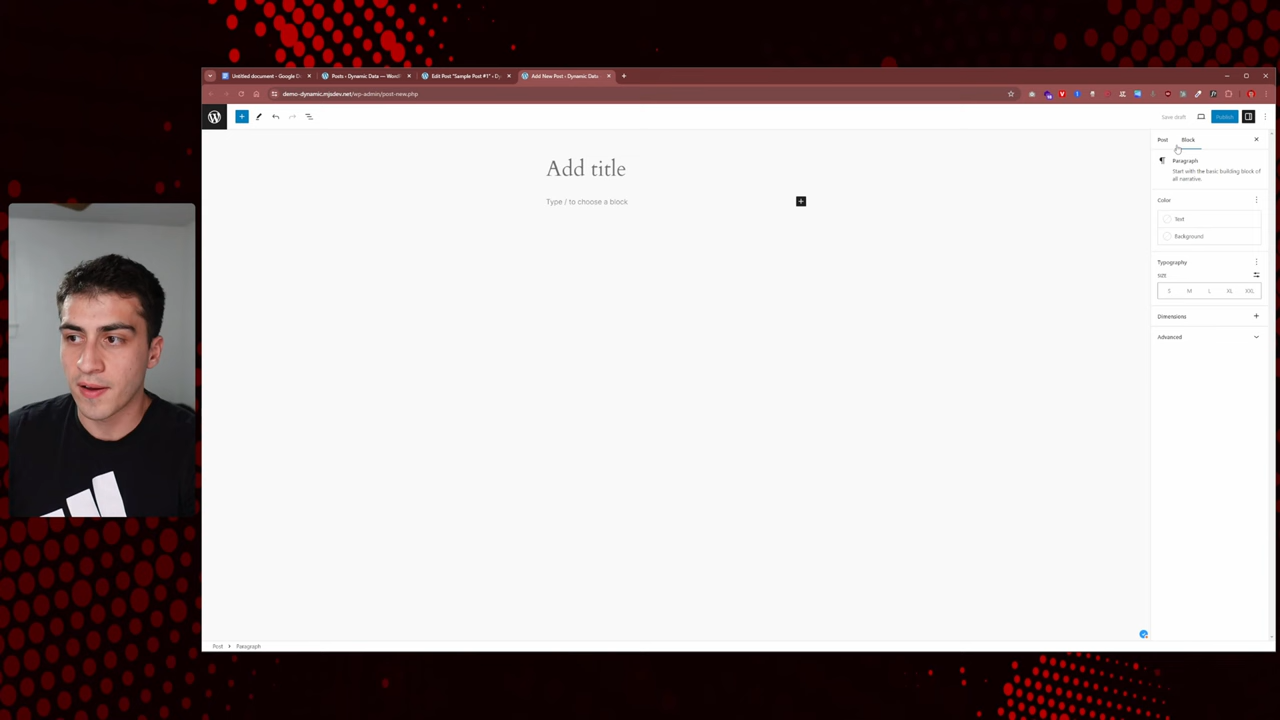 Untitled document - Google D
Posts ‹ Dynamic Data — WordP
Edit Post "Sample Post #1" ‹ Dy
Add New Post ‹ Dynamic Data
demo-dynamic.mjsdev.net/wp-admin/post-new.php
Save draft
Publish
Post
Block
Add title
Type / to choose a block
Paragraph
Start with the basic building block of
all narrative.
Color
Text
Background
Typography
SIZE
S M L XL XXL
Dimensions
Advanced
Post
Paragraph